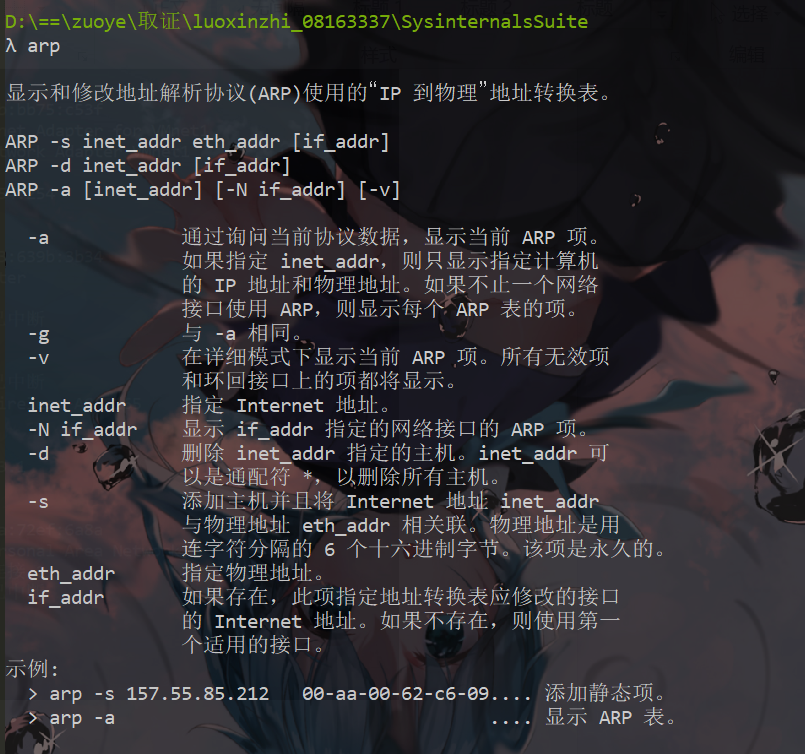 D:\==\zuoye\取证\luoxinzhi_08163337\SysinternalsSuite
λ arp
显示和修改地址解析协议(ARP)使用的“IP 到物理”地址转换表。
ARP -s inet_addr eth_addr [if_addr]
ARP -d inet_addr [if_addr]
ARP -a [inet_addr] [-N if_addr] [-v]
-a 通过询问当前协议数据，显示当前 ARP 项。
如果指定 inet_addr，则只显示指定计算机
的 IP 地址和物理地址。如果不止一个网络
接口使用 ARP，则显示每个 ARP 表的项。
-g 与 -a 相同。
-v 在详细模式下显示当前 ARP 项。所有无效项
和环回接口上的项都将显示。
inet_addr 指定 Internet 地址。
-N if_addr 显示 if_addr 指定的网络接口的 ARP 项。
-d 删除 inet_addr 指定的主机。inet_addr 可
以是通配符 *，以删除所有主机。
-s 添加主机并且将 Internet 地址 inet_addr
与物理地址 eth_addr 相关联。物理地址是用
连字符分隔的 6 个十六进制字节。该项是永久的。
eth_addr 指定物理地址。
if_addr 如果存在，此项指定地址转换表应修改的接口
的 Internet 地址。如果不存在，则使用第一
个适用的接口。
示例:
> arp -s 157.55.85.212 00-aa-00-62-c6-09.... 添加静态项。
> arp -a .... 显示 ARP 表。